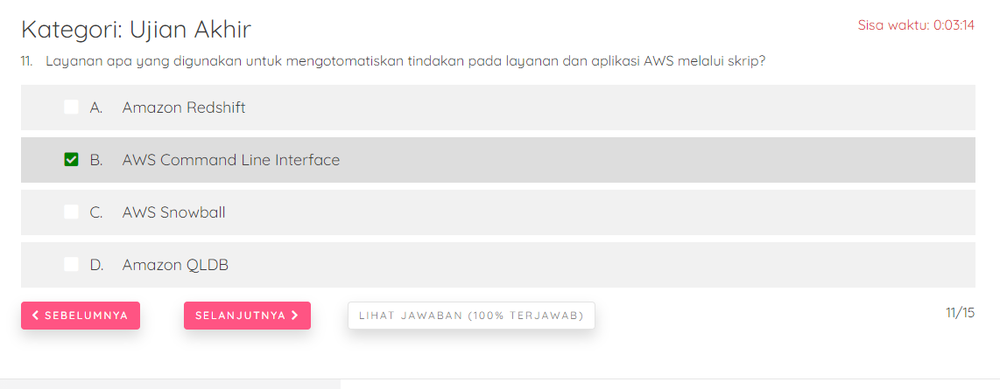 Kategori: Ujian Akhir
Sisa waktu: 0:03:14
11. Layanan apa yang digunakan untuk mengotomatiskan tindakan pada layanan dan aplikasi AWS melalui skrip?
A. Amazon Redshift
B. AWS Command Line Interface
C. AWS Snowball
D. Amazon QLDB
SEBELUMNYA
SELANJUTNYA
LIHAT JAWABAN (100% TERJAWAB)
11/15